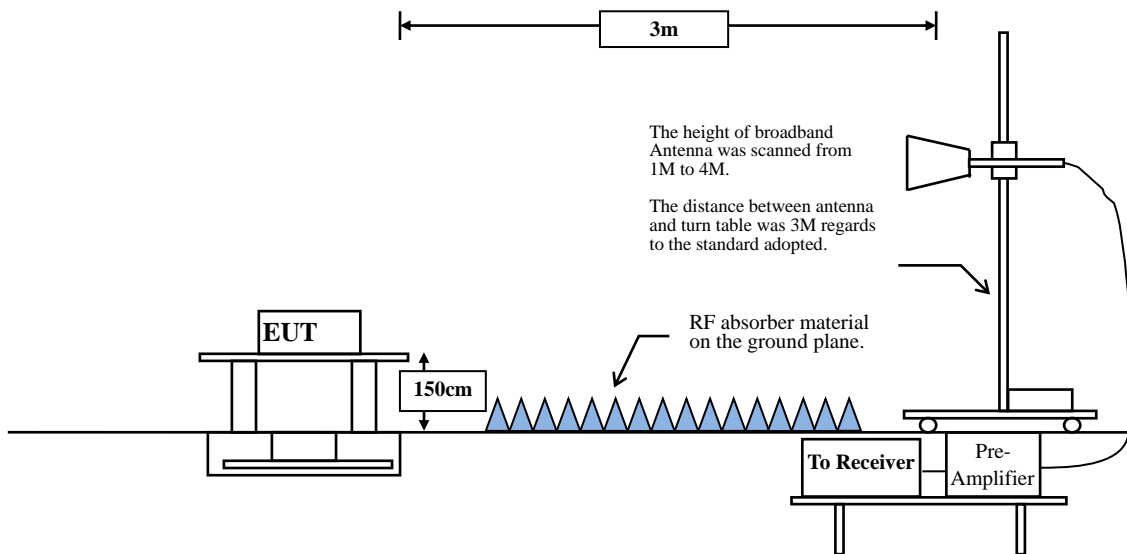 3m
The height of broadband
Antenna was scanned from
1M to 4M.
The distance between antenna
and turn table was 3M regards
to the standard adopted.
EUT
RF absorber material
on the ground plane.
150cm
To Receiver
Pre-
Amplifier